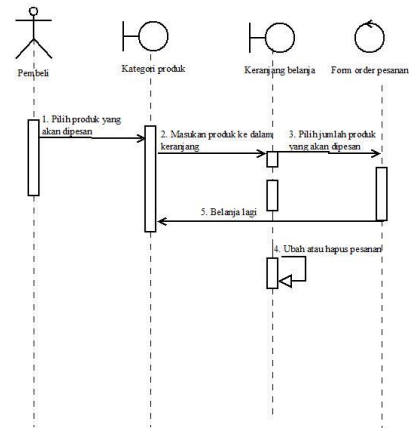 Pembeli
Kategori produk
Keranjang belanja
Form order pesanan
1. Pilih produk yang
akan dipesan
2. Masukan produk ke dalam
keranjang
3. Pilih jumlah produk
yang akan dipesan
5. Belanja lagi
4. Ubah atau hapus pesanan